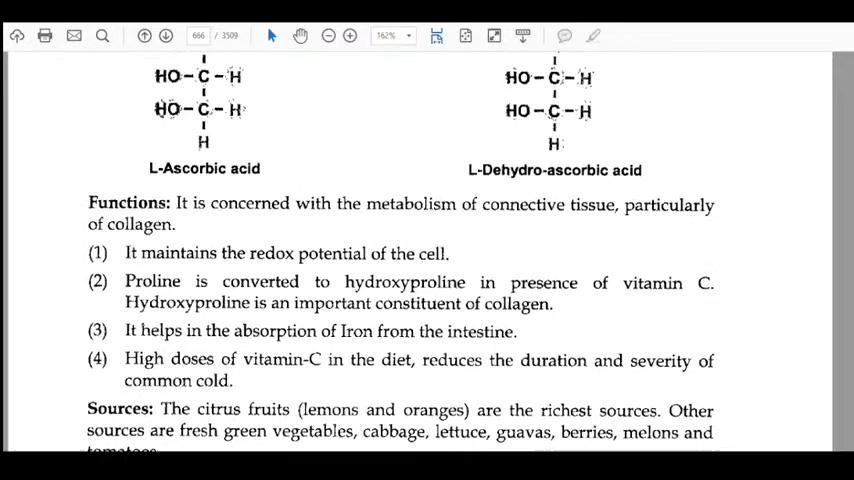 666 / 3509 162%
HO-C-H HO-C-H
HO-C-H HO-C-H
H H
L-Ascorbic acid L-Dehydro-ascorbic acid
Functions: It is concerned with the metabolism of connective tissue, particularly
of collagen.
(1) It maintains the redox potential of the cell.
(2) Proline is converted to hydroxyproline in presence of vitamin C.
Hydroxyproline is an important constituent of collagen.
(3) It helps in the absorption of Iron from the intestine.
(4) High doses of vitamin-C in the diet, reduces the duration and severity of
common cold.
Sources: The citrus fruits (lemons and oranges) are the richest sources. Other
sources are fresh green vegetables, cabbage, lettuce, guavas, berries, melons and